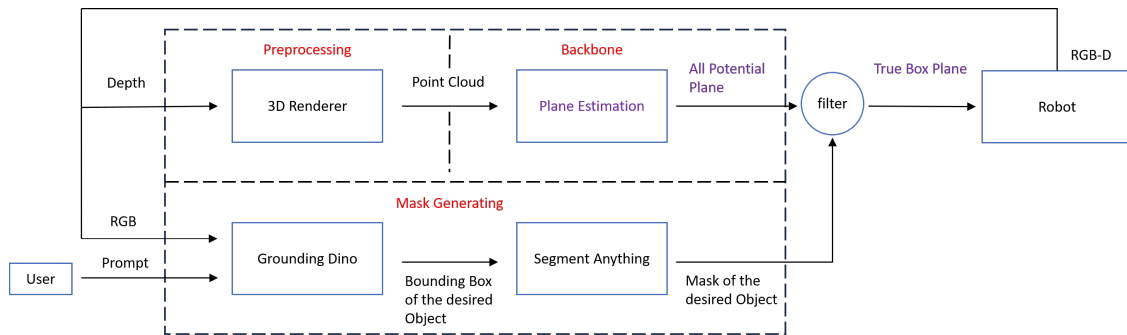 Preprocessing
Backbone
RGB-D
Depth
3D Renderer
Point Cloud
Plane Estimation
All Potential
Plane
filter
True Box Plane
Robot
Mask Generating
RGB
User
Prompt
Grounding Dino
Bounding Box
of the desired
Object
Segment Anything
Mask of the
desired Object